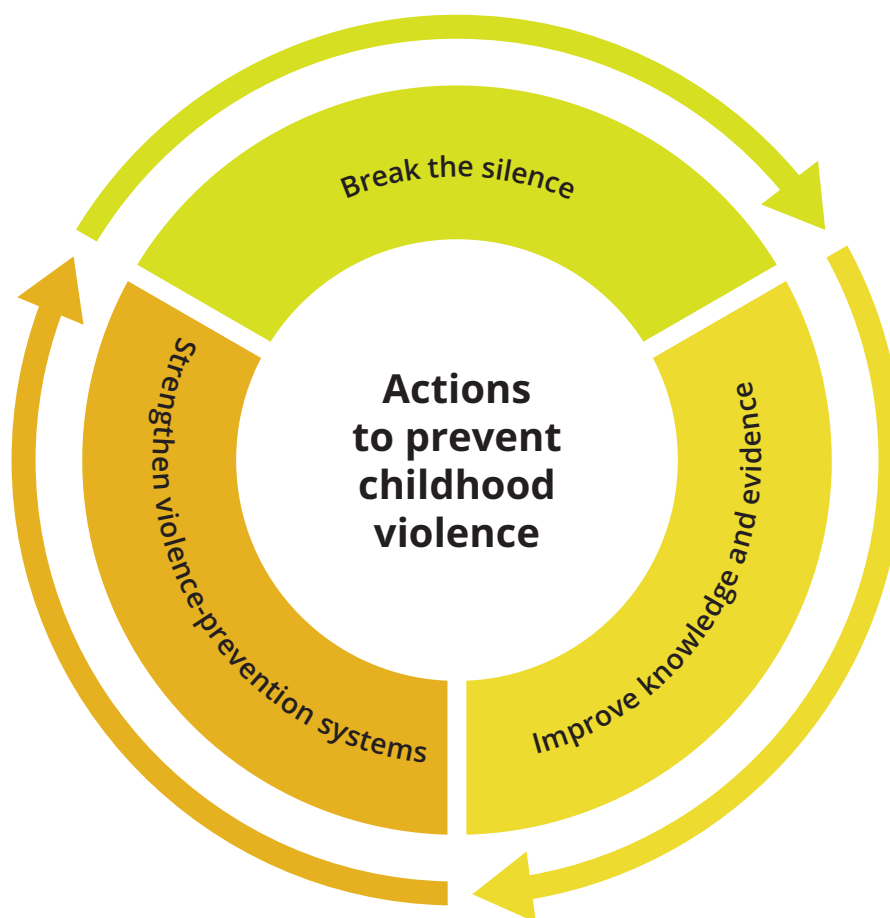 Break the silence
Actions
to prevent
childhood
violence
Improve knowledge and evidence
Strengthen violence-prevention systems